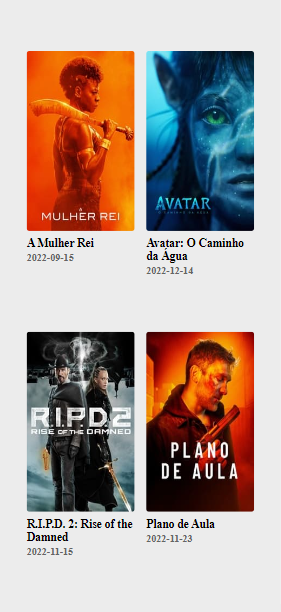 A
MULHER REI
AVATAR
O CAMINHO DA ÁGUA
A Mulher Rei
2022-09-15
Avatar: O Caminho
da Água
2022-12-14
R.I.P.D.2
RISE OF THE DAMNED
PLANO
DE AULA
R.I.P.D. 2: Rise of the
Damned
2022-11-15
Plano de Aula
2022-11-23